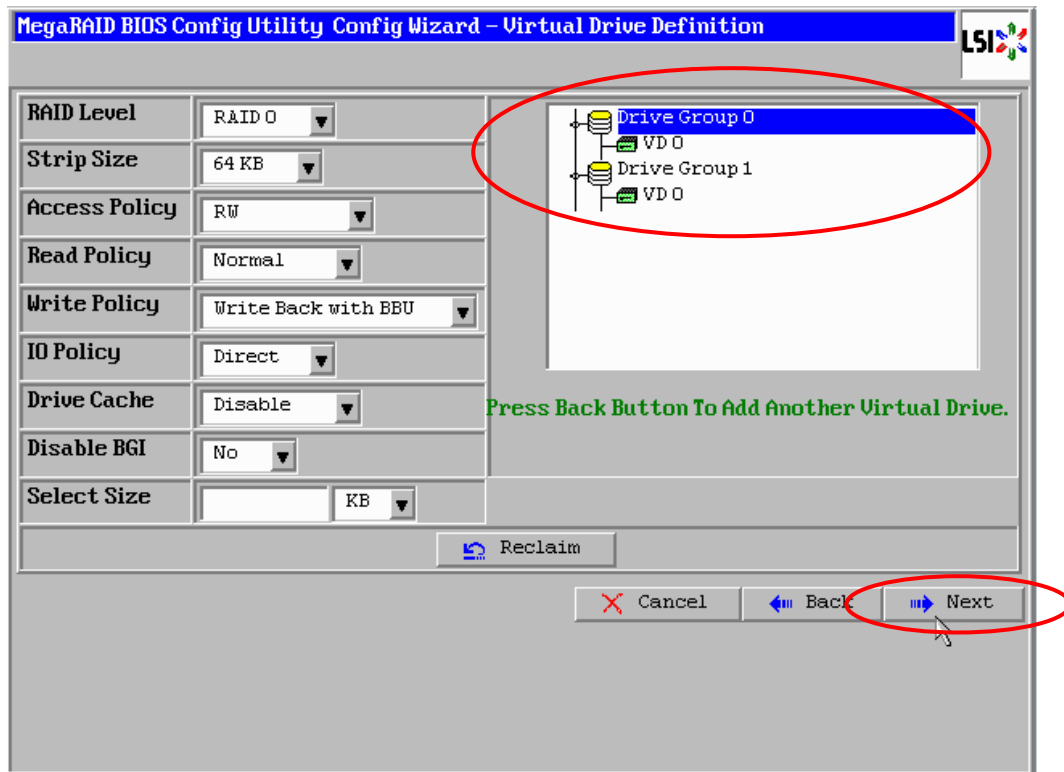 MegaRAID BIOS Config Utility Config Wizard – Virtual Drive Definition
LSI
RAID Level RAID 0
Strip Size 64 KB
Access Policy RW
Read Policy Normal
Write Policy Write Back with BBU
IO Policy Direct
Drive Cache Disable
Disable BGI No
Select Size KB
Drive Group 0
VD 0
Drive Group 1
VD 0
Press Back Button To Add Another Virtual Drive.
Reclaim
Cancel Back Next